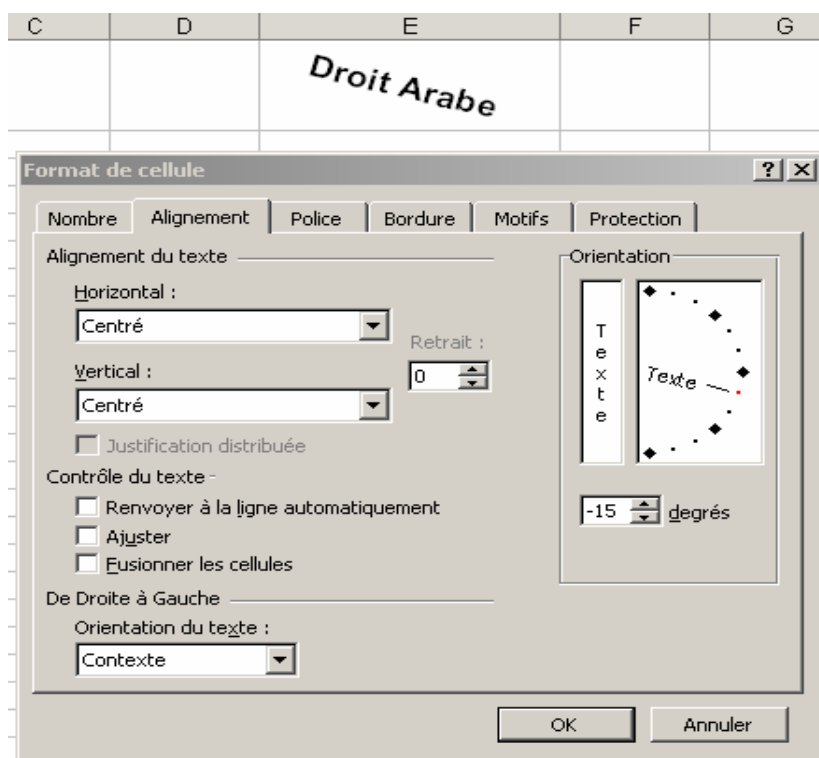 C D E F G
Droit Arabe
Format de cellule
Nombre Alignement Police Bordure Motifs Protection
Alignement du texte
Horizontal :
Centré
Retrait :
0
Vertical :
Centré
Justification distribuée
Contrôle du texte
Renvoyer à la ligne automatiquement
Ajuster
Fusionner les cellules
De Droite à Gauche
Orientation du texte :
Contexte
Orientation
Texte
Texte
-15 degrés
OK Annuler